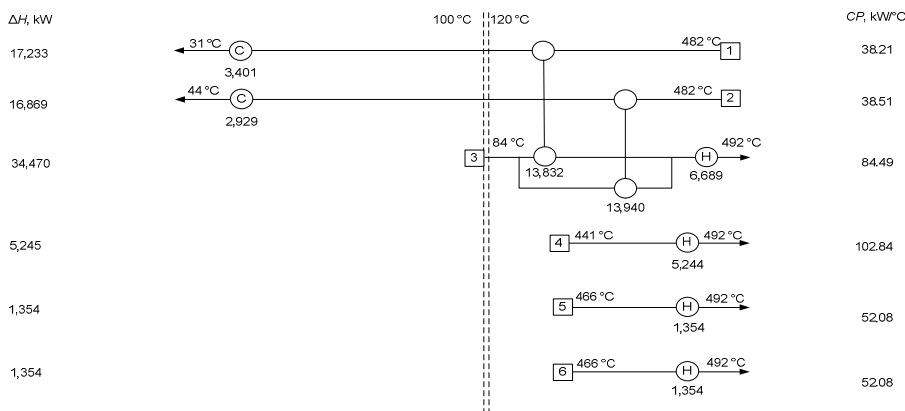 ΔH, kW 100 °C 120 °C CP, kW/°C
31 °C C 482 °C 1
17,233 3,401 38.21
44 °C C 482 °C 2
16,869 2,929 38.51
3 84 °C H 492 °C
34,470 13,832 6,689 84.49
13,940
4 441 °C H 492 °C
5,245 5,244 102.84
5 466 °C H 492 °C
1,354 1,354 52.08
6 466 °C H 492 °C
1,354 1,354 52.08